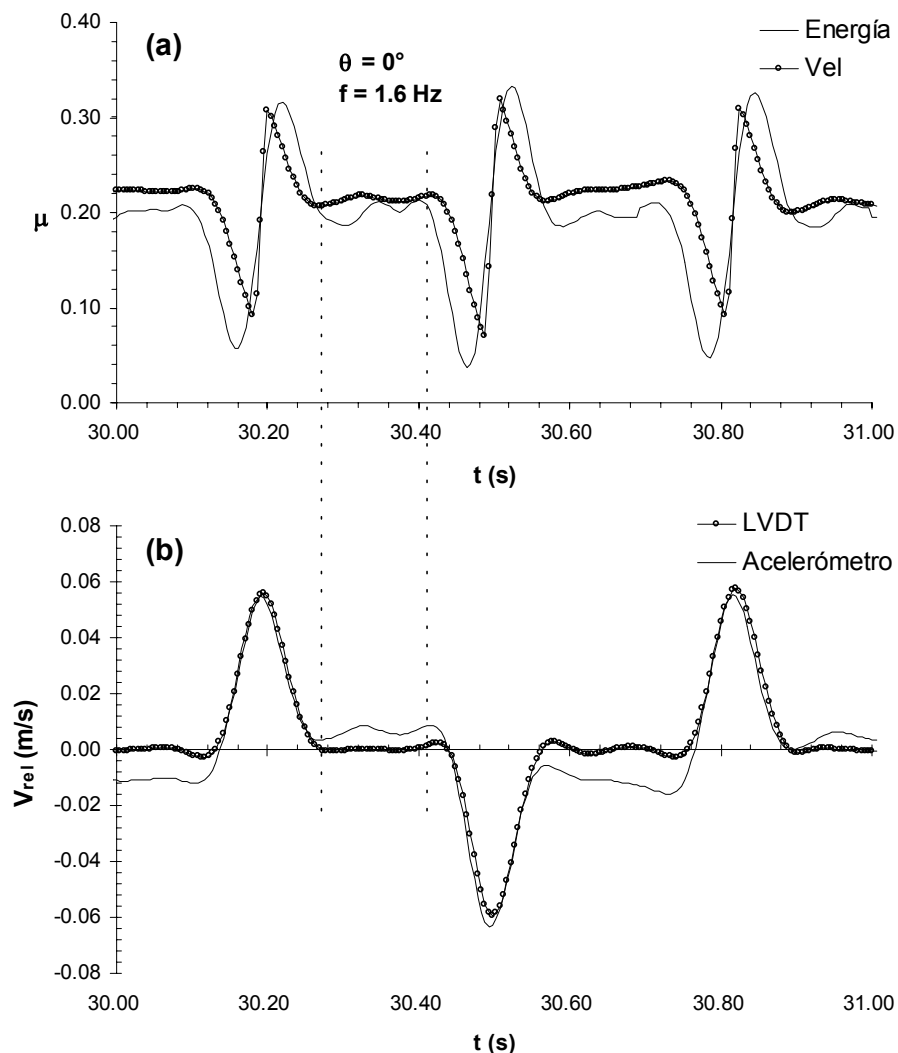 (a)
θ = 0°
f = 1.6 Hz
Energía
Vel
μ
0.40
0.30
0.20
0.10
0.00
30.00 30.20 30.40 30.60 30.80 31.00
t (s)
(b)
LVDT
Acelerómetro
Vrel (m/s)
0.08
0.06
0.04
0.02
0.00
-0.02
-0.04
-0.06
-0.08
30.00 30.20 30.40 30.60 30.80 31.00
t (s)